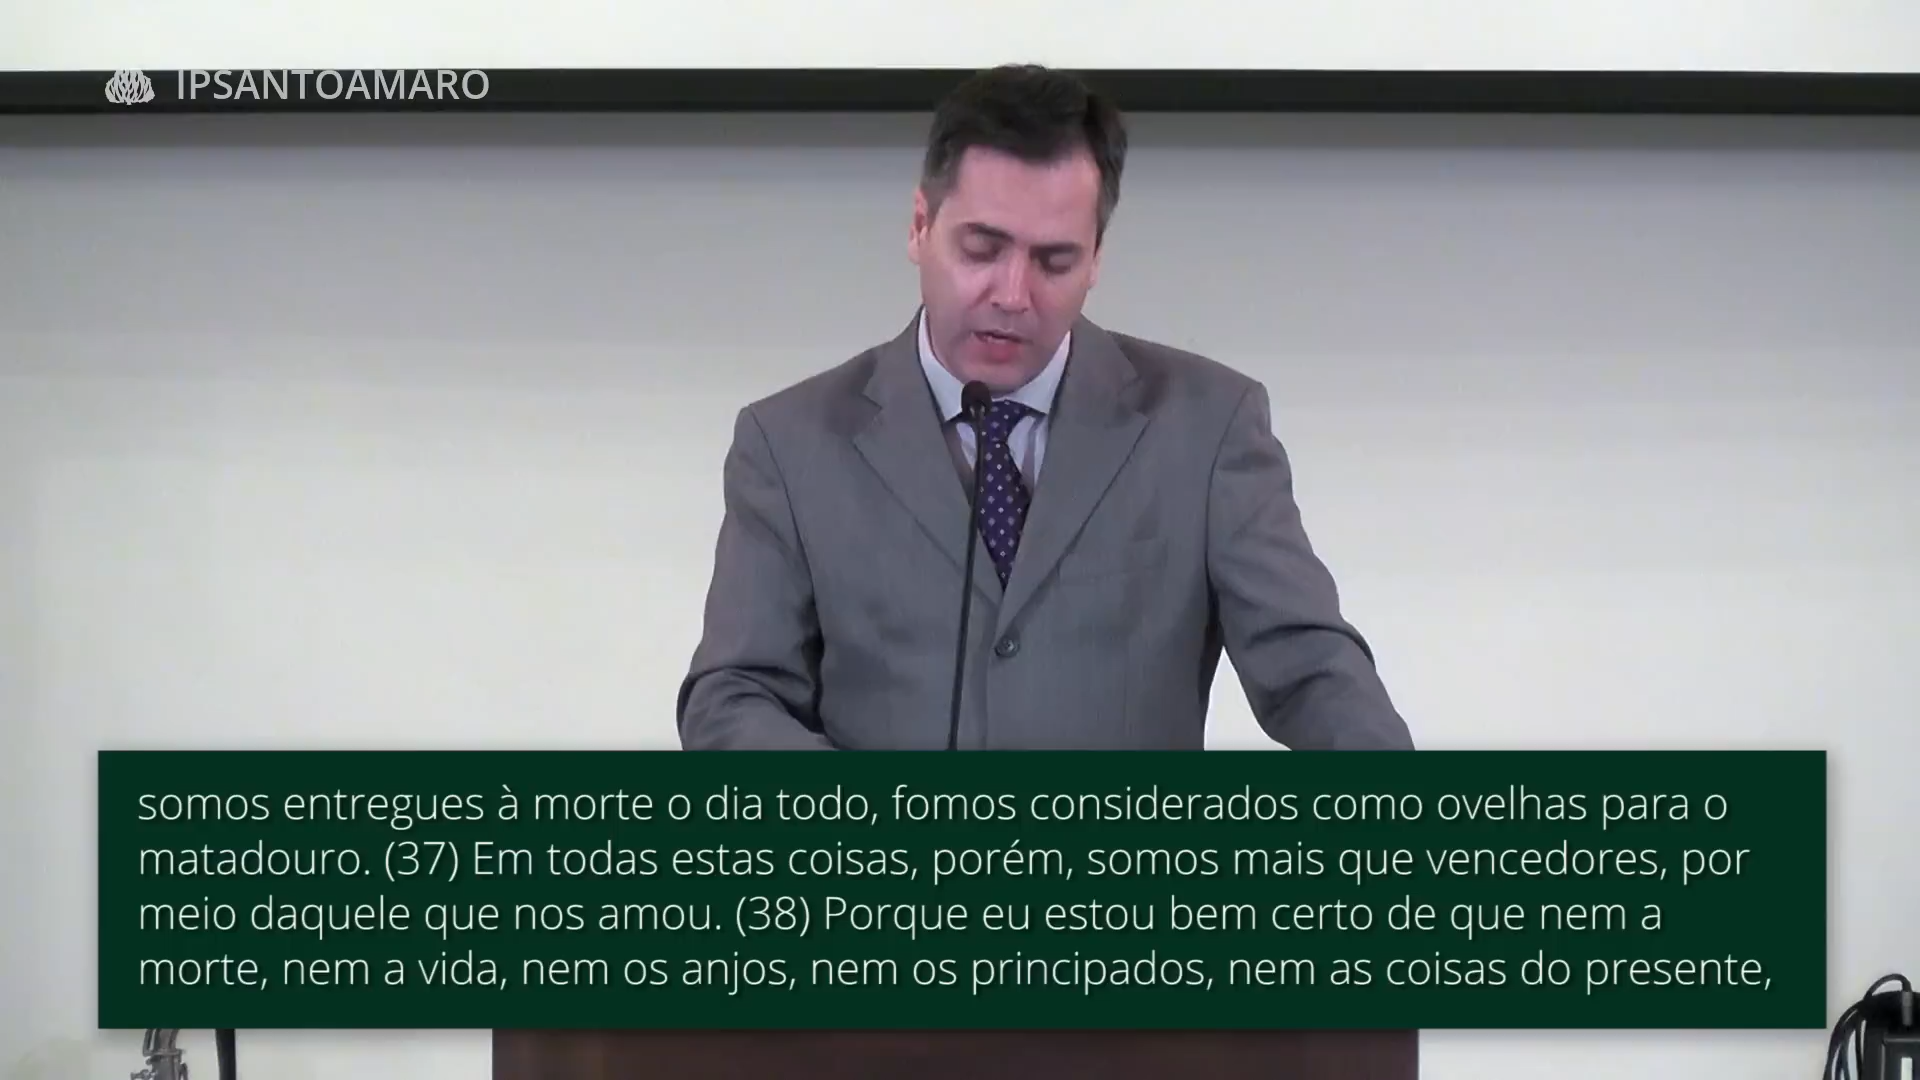 IPSANTOAMARO
somos entregues à morte o dia todo, fomos considerados como ovelhas para o
matadouro. (37) Em todas estas coisas, porém, somos mais que vencedores, por
meio daquele que nos amou. (38) Porque eu estou bem certo de que nem a
morte, nem a vida, nem os anjos, nem os principados, nem as coisas do presente,